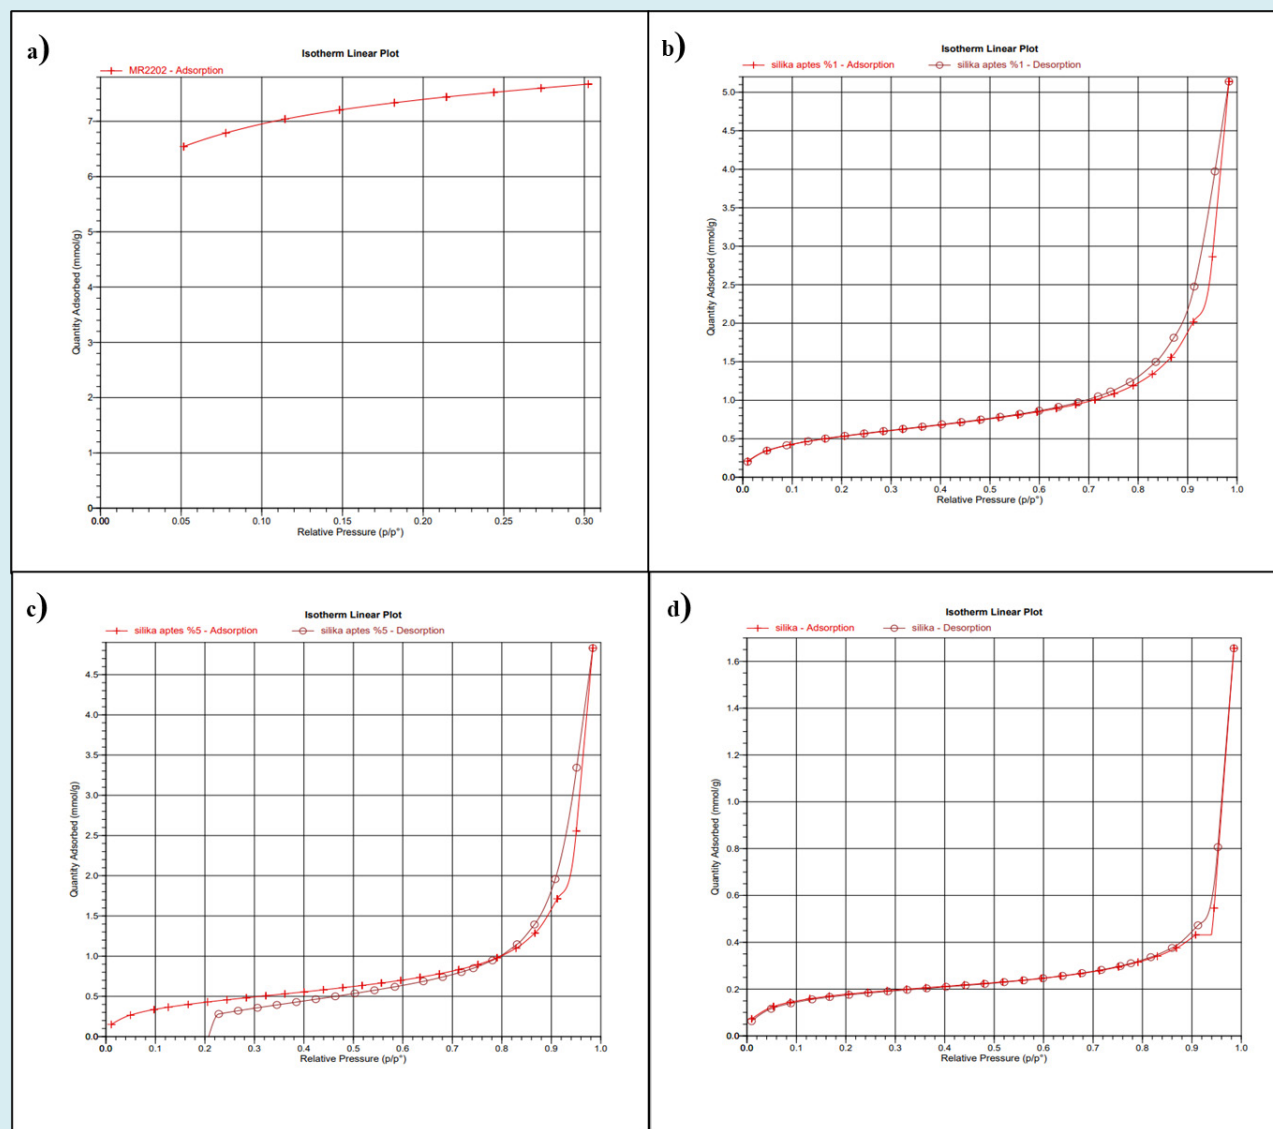 a)
Isotherm Linear Plot
MR2202 - Adsorption
Quantity Adsorbed (mmol/g)
7
6
5
4
3
2
1
0
0.00 0.05 0.10 0.15 0.20 0.25 0.30
Relative Pressure (p/p°)
b)
Isotherm Linear Plot
silika aptes %1 - Adsorption silika aptes %1 - Desorption
Quantity Adsorbed (mmol/g)
5.0
4.5
4.0
3.5
3.0
2.5
2.0
1.5
1.0
0.5
0.0
0.0 0.1 0.2 0.3 0.4 0.5 0.6 0.7 0.8 0.9 1.0
Relative Pressure (p/p°)
c)
Isotherm Linear Plot
silika aptes %5 - Adsorption silika aptes %5 - Desorption
Quantity Adsorbed (mmol/g)
4.5
4.0
3.5
3.0
2.5
2.0
1.5
1.0
0.5
0.0
0.0 0.1 0.2 0.3 0.4 0.5 0.6 0.7 0.8 0.9 1.0
Relative Pressure (p/p°)
d)
Isotherm Linear Plot
silika - Adsorption silika - Desorption
Quantity Adsorbed (mmol/g)
1.6
1.4
1.2
1.0
0.8
0.6
0.4
0.2
0.0
0.0 0.1 0.2 0.3 0.4 0.5 0.6 0.7 0.8 0.9 1.0
Relative Pressure (p/p°)